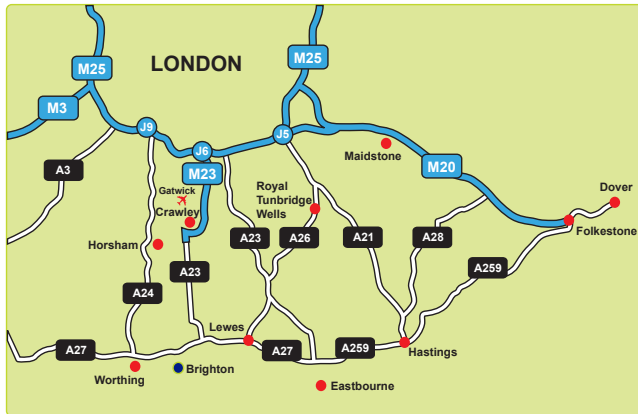 M25
LONDON
M25
M3
J9
J6
J5
Maidstone
A3
M23
M20
Gatwick
Crawley
Royal
Tunbridge
Wells
Dover
Folkestone
Horsham
A23
A23
A26
A21
A28
A259
A24
Lewes
A27
A27
A259
Hastings
Worthing
Brighton
Eastbourne